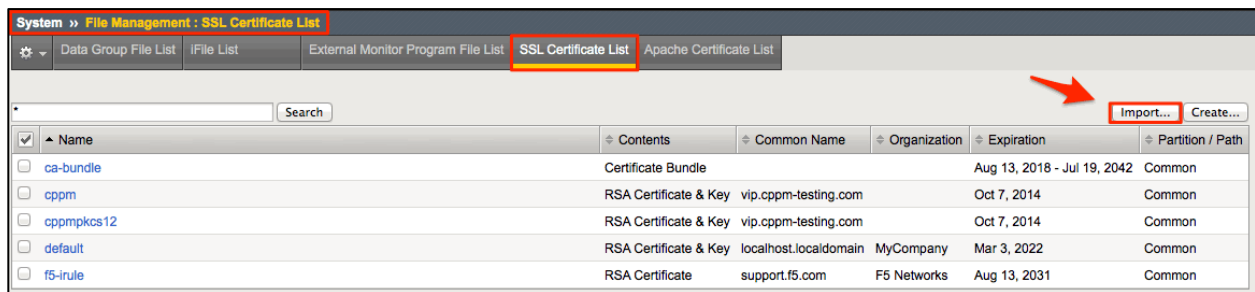 System » File Management : SSL Certificate List
Data Group File List iFile List External Monitor Program File List SSL Certificate List Apache Certificate List
* Search Import... Create...
Name Contents Common Name Organization Expiration Partition / Path
ca-bundle Certificate Bundle Aug 13, 2018 - Jul 19, 2042 Common
cppm RSA Certificate & Key vip.cppm-testing.com Oct 7, 2014 Common
cppmpkcs12 RSA Certificate & Key vip.cppm-testing.com Oct 7, 2014 Common
default RSA Certificate & Key localhost.localdomain MyCompany Mar 3, 2022 Common
f5-irule RSA Certificate support.f5.com F5 Networks Aug 13, 2031 Common